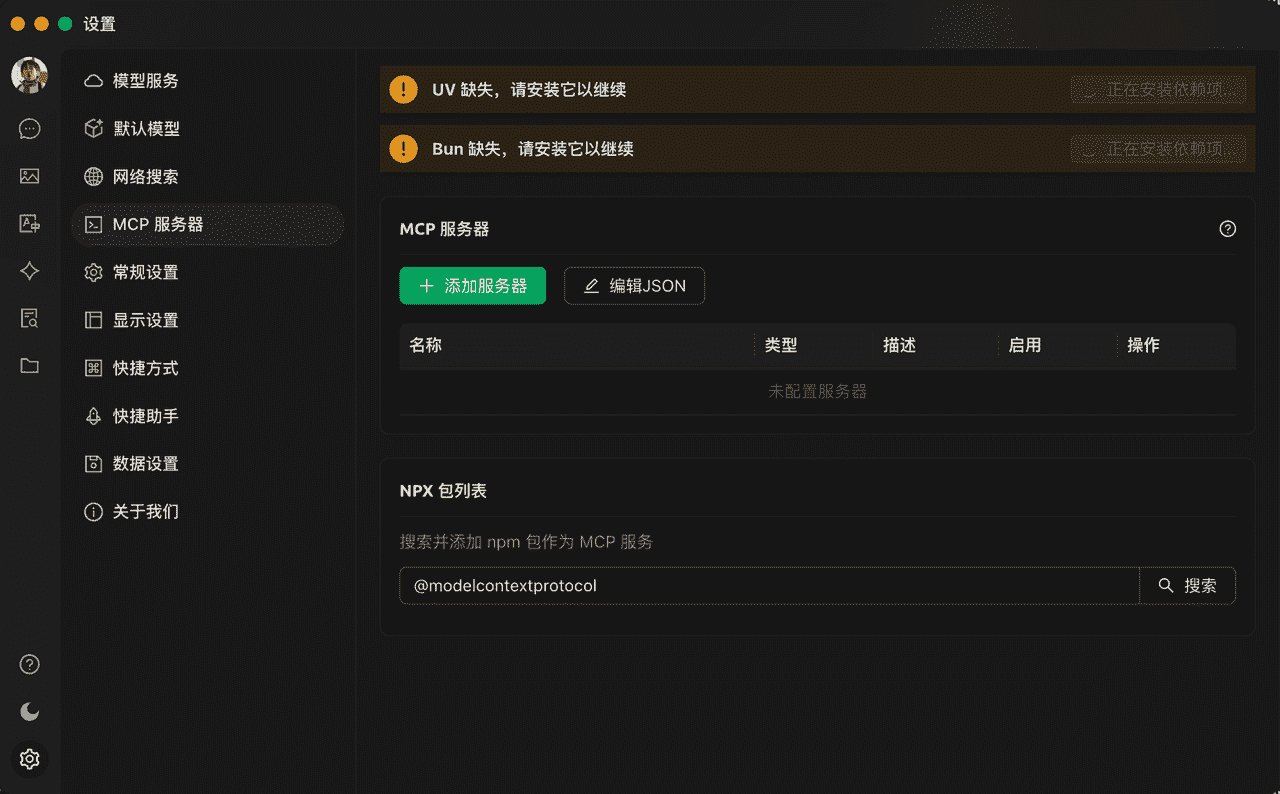 设置
模型服务
默认模型
网络搜索
MCP 服务器
常规设置
显示设置
快捷方式
快捷助手
数据设置
关于我们
UV 缺失，请安装它以继续
正在安装依赖项...
Bun 缺失，请安装它以继续
正在安装依赖项...
MCP 服务器
添加服务器
编辑JSON
名称 类型 描述 启用 操作
未配置服务器
NPX 包列表
搜索并添加 npm 包作为 MCP 服务
@modelcontextprotocol
搜索